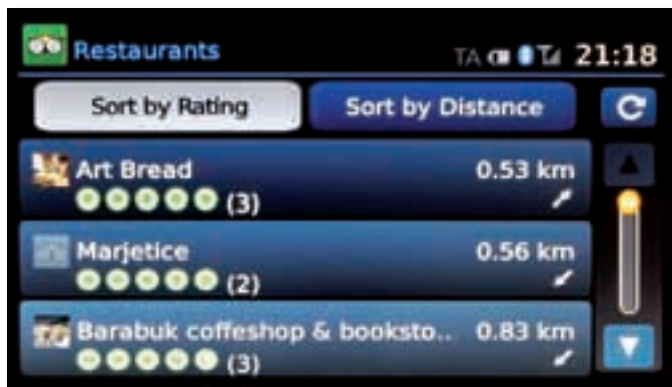 Restaurants TA 21:18
Sort by Rating Sort by Distance
Art Bread 0.53 km
(3)
Marjetice 0.56 km
(2)
Barabuk coffeshop & booksto.. 0.83 km
(3)